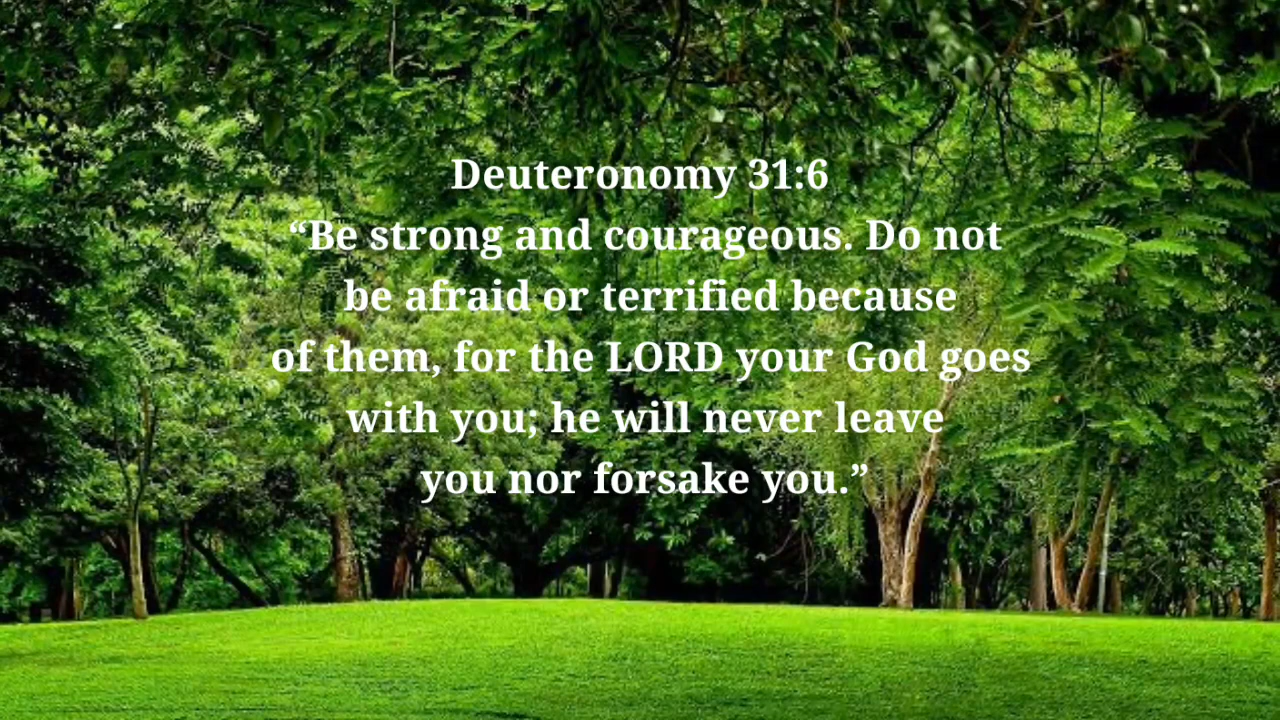 Deuteronomy 31:6
“Be strong and courageous. Do not
be afraid or terrified because
of them, for the LORD your God goes
with you; he will never leave
you nor forsake you.”